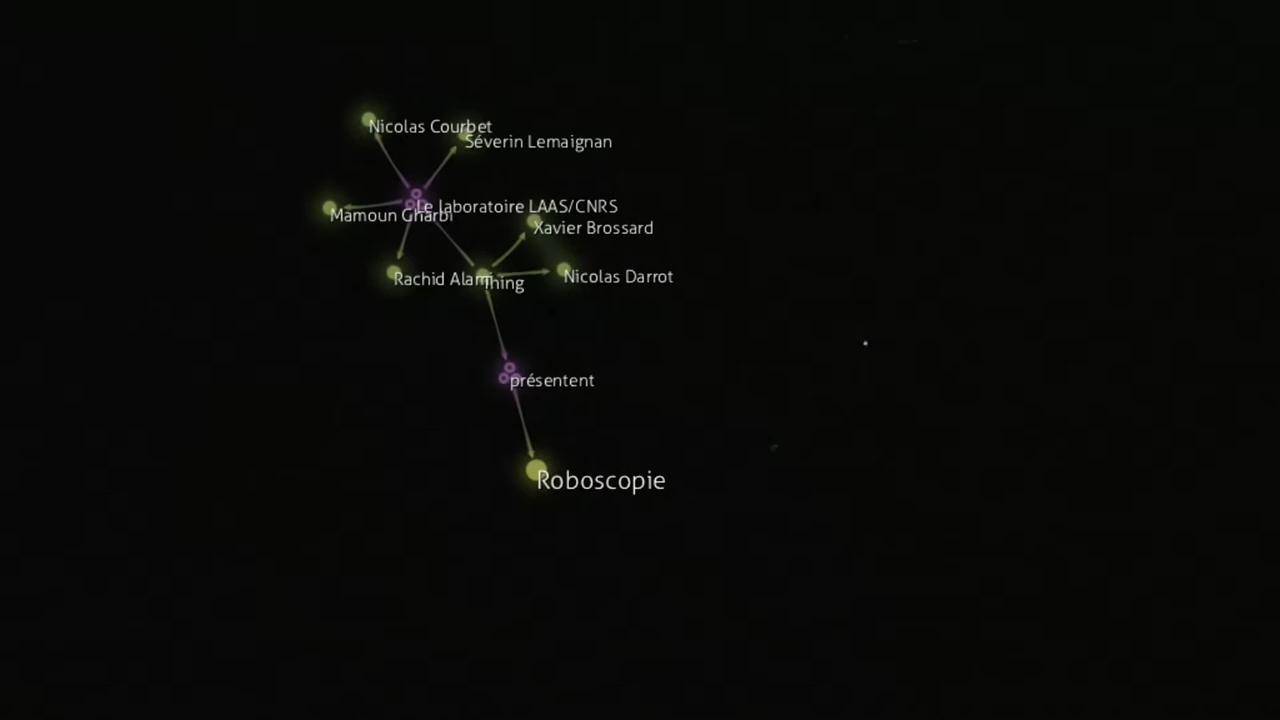 Nicolas Courbet
Séverin Lemaignan
Le laboratoire LAAS/CNRS
Mamoun Gharbi
Xavier Brossard
Rachid Alami
Thing
Nicolas Darrot
présentent
Roboscopie